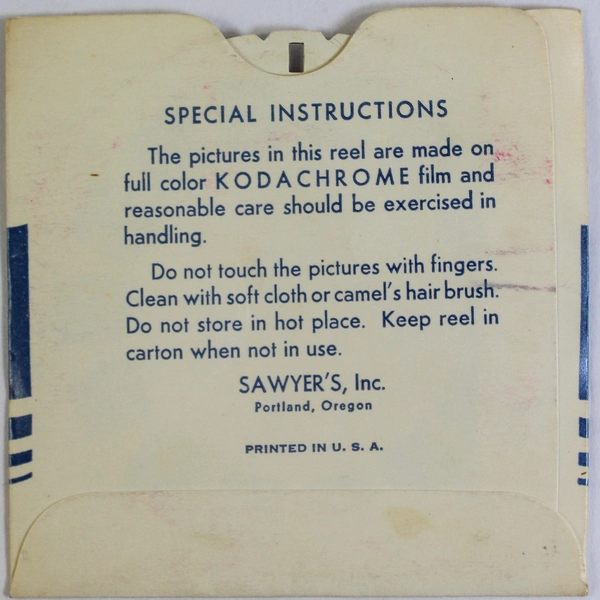 SPECIAL INSTRUCTIONS
The pictures in this reel are made on
full color KODACHROME film and
reasonable care should be exercised in
handling.
Do not touch the pictures with fingers.
Clean with soft cloth or camel's hair brush.
Do not store in hot place. Keep reel in
carton when not in use.
SAWYER'S, Inc.
Portland, Oregon
PRINTED IN U. S. A.